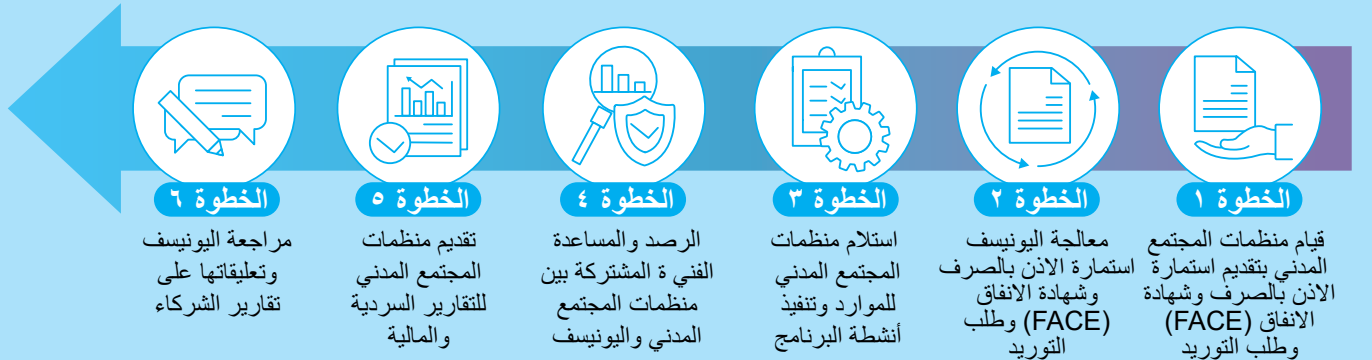 الخطوة ١
قيام منظمات المجتمع
المدني بتقديم استمارة
الاذن بالصرف وشهادة
الانفاق (FACE)
وطلب التوريد
الخطوة ٢
معالجة اليونيسف
استمارة الاذن بالصرف
وشهادة الانفاق
(FACE) وطلب
التوريد
الخطوة ٣
استلام منظمات
المجتمع المدني
للموارد وتنفيذ
أنشطة البرنامج
الخطوة ٤
الرصد والمساعدة
الفني ة المشتركة بين
منظمات المجتمع
المدني واليونيسف
الخطوة ٥
تقديم منظمات
المجتمع المدني
للتقارير السردية
والمالية
الخطوة ٦
مراجعة اليونيسف
وتعليقاتها على
تقارير الشركاء